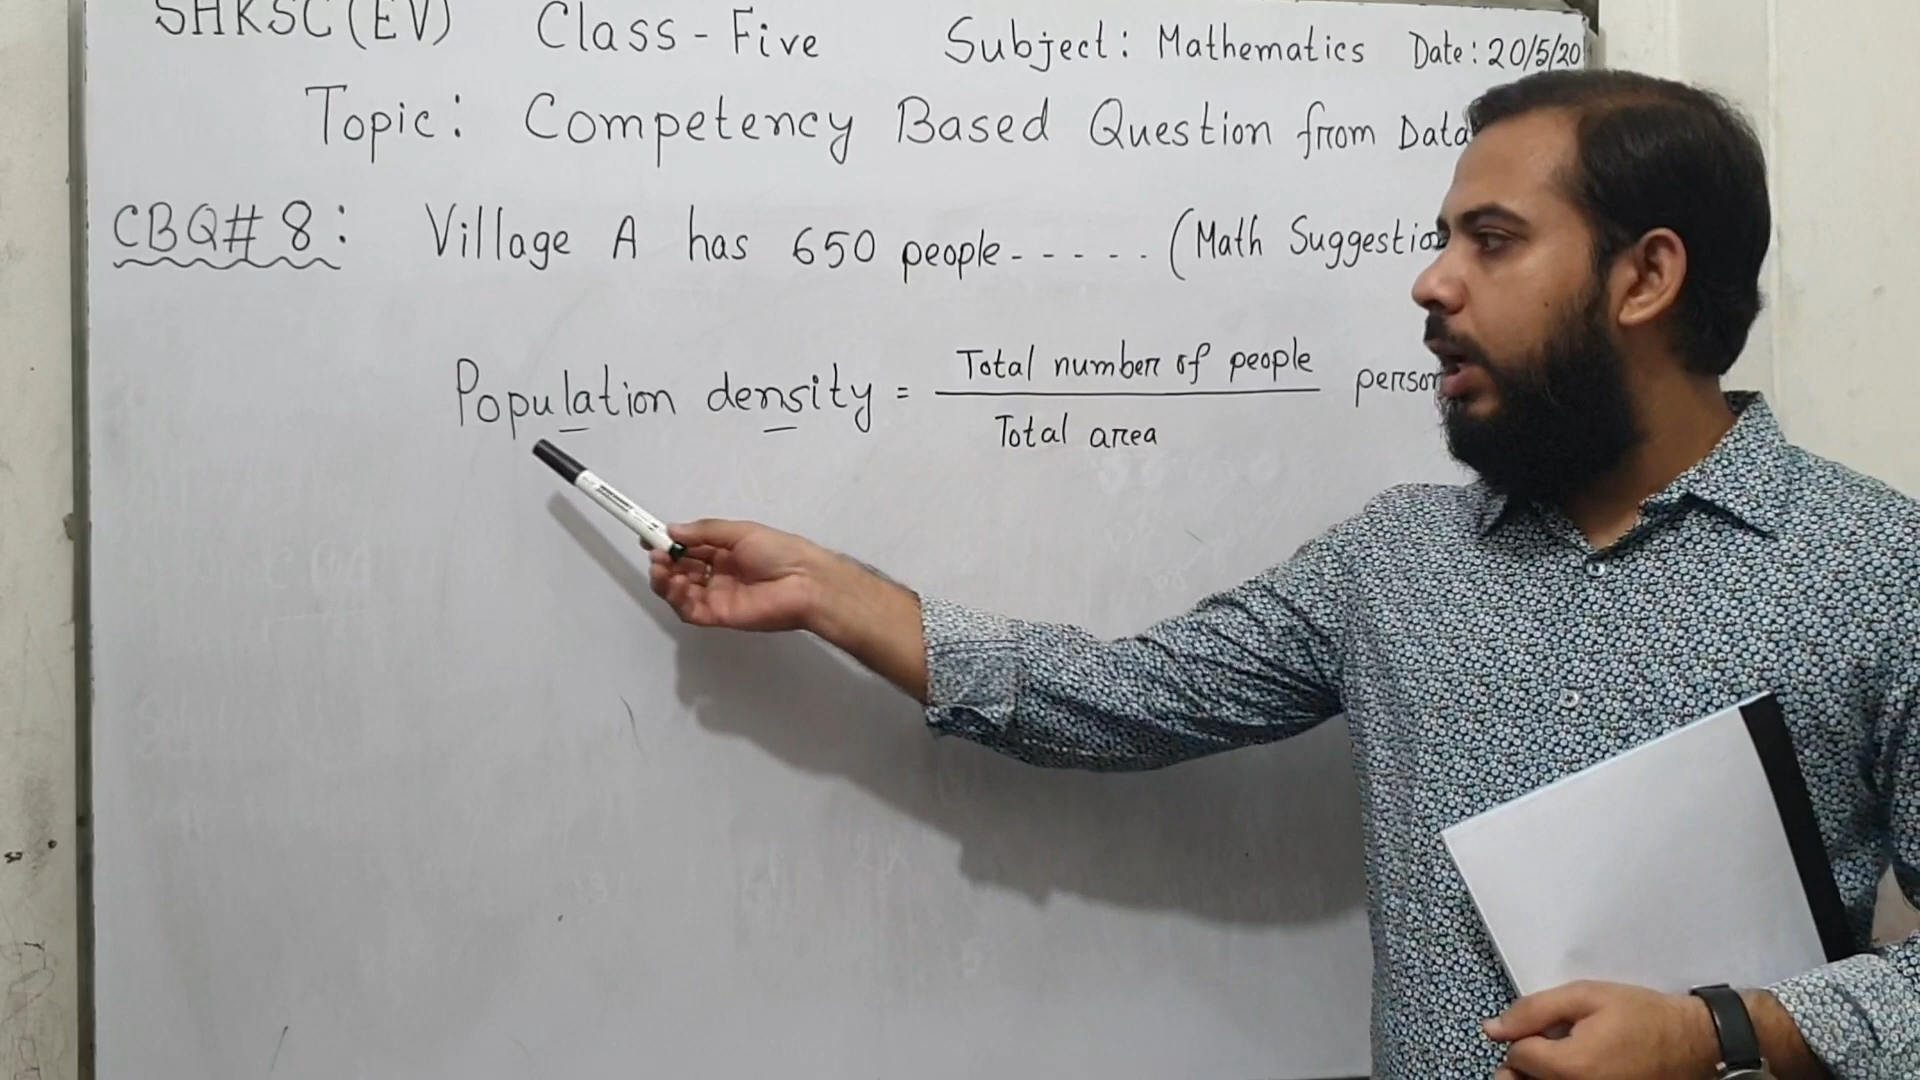 SHKSC (EV) Class - Five Subject: Mathematics Date: 20/5/20
Topic: Competency Based Question from Data
CBQ# 8: Village A has 650 people - - - - - (Math Suggestion
Population density = Total number of people person
Total area